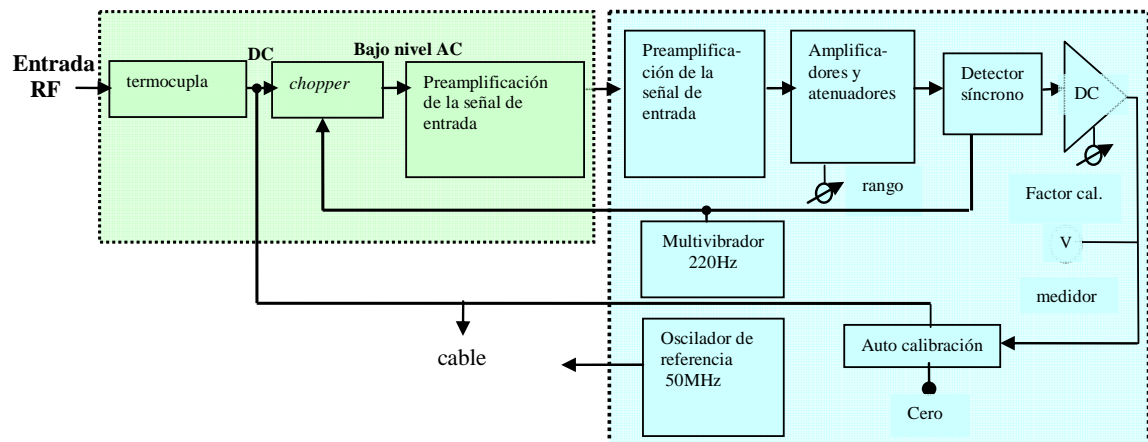 Entrada
RF
termocupla
DC
chopper
Bajo nivel AC
Preamplificación
de la señal de
entrada
Preamplifica-
ción de la
señal de
entrada
Amplifica-
dores y
atenuadores
Detector
síncrono
DC
rango
Factor cal.
Multivibrador
220Hz
V
medidor
cable
Oscilador de
referencia
50MHz
Auto calibración
Cero